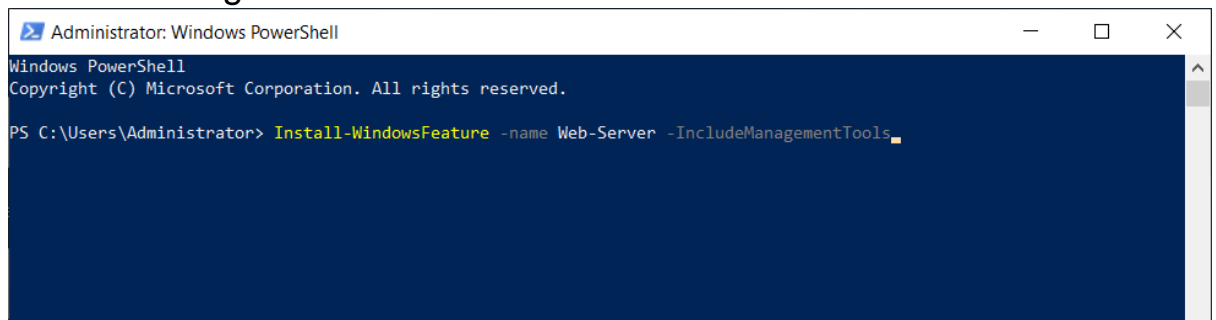 Administrator: Windows PowerShell
Windows PowerShell
Copyright (C) Microsoft Corporation. All rights reserved.
PS C:\Users\Administrator> Install-WindowsFeature -name Web-Server -IncludeManagementTools